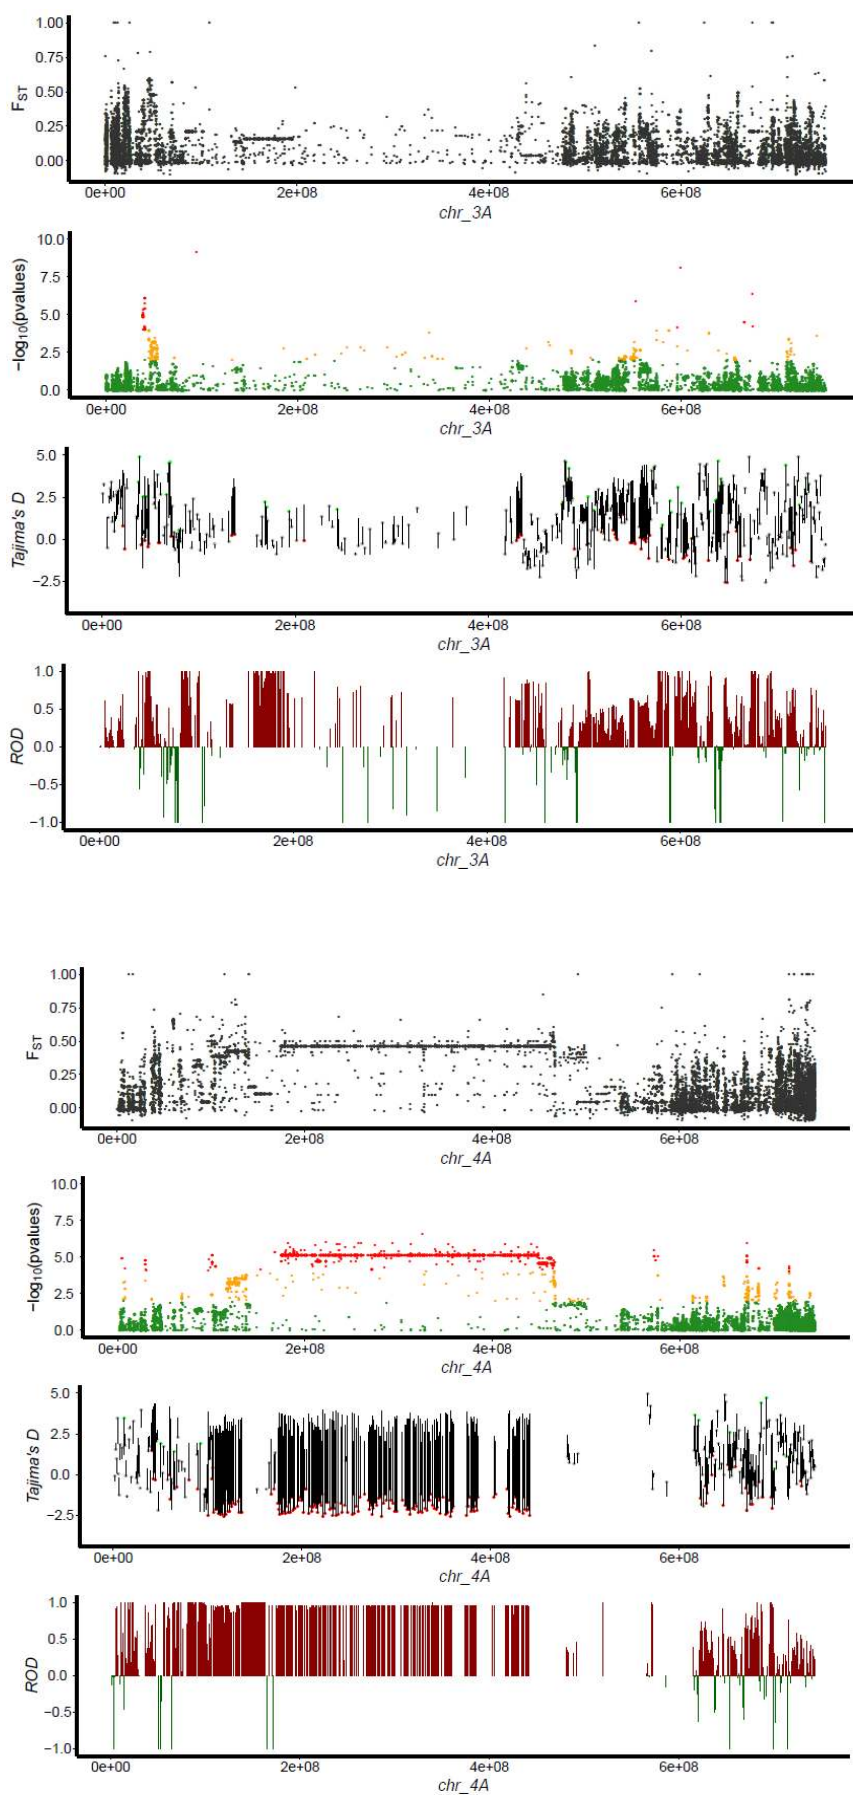 1.00
0.75
0.50
0.25
0.00
F_ST
0e+00 2e+08 4e+08 6e+08
chr_3A
10.0
7.5
5.0
2.5
0.0
−log₁₀(pvalues)
0e+00 2e+08 4e+08 6e+08
chr_3A
5.0
2.5
0.0
−2.5
Tajima's D
0e+00 2e+08 4e+08 6e+08
chr_3A
1.0
0.5
0.0
−0.5
−1.0
ROD
0e+00 2e+08 4e+08 6e+08
chr_3A
1.00
0.75
0.50
0.25
0.00
F_ST
0e+00 2e+08 4e+08 6e+08
chr_4A
10.0
7.5
5.0
2.5
0.0
−log₁₀(pvalues)
0e+00 2e+08 4e+08 6e+08
chr_4A
5.0
2.5
0.0
−2.5
Tajima's D
0e+00 2e+08 4e+08 6e+08
chr_4A
1.0
0.5
0.0
−0.5
−1.0
ROD
0e+00 2e+08 4e+08 6e+08
chr_4A